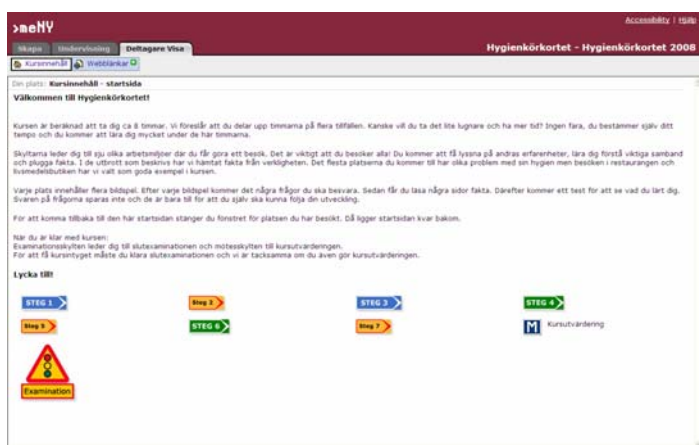 Accessibility | Hjälp
>meNY
Skapa Undervisning Deltagare Visa
Hygienkörkortet - Hygienkörkortet 2008
Kursinnehåll Webblänkar
Din plats: Kursinnehåll - startsida
Välkommen till Hygienkörkortet!
Kursen är beräknad att ta dig ca 8 timmar. Vi föreslår att du delar upp timmarna på flera tillfällen. Kanske vill du ta det lite lugnare och ha mer tid? Ingen fara, du bestämmer själv ditt
tempo och du kommer att lära dig mycket under de här timmarna.
Skyltarna leder dig till sju olika arbetsmiljöer där du får göra ett besök. Det är viktigt att du besöker alla! Du kommer att få lyssna på andras erfarenheter, lära dig förstå viktiga samband
och plugga fakta. I de utbrott som beskrivs har vi hämtat fakta från verkligheten. Det flesta platserna du kommer till har olika problem med sin hygien men besöken i restaurangen och
livsmedelsbutiken har vi valt som goda exempel i kursen.
Varje plats innehåller flera bildspel. Efter varje bildspel kommer det några frågor du ska besvara. Sedan får du läsa några sidor fakta. Därefter kommer ett test för att se vad du lärt dig.
Svaren på frågorna sparas inte och de är bara till för att du själv ska kunna följa din utveckling.
För att komma tillbaka till den här startsidan stänger du fönstret för platsen du har besökt. Då ligger startsidan kvar bakom.
När du är klar med kursen:
Examinationsskylten leder dig till slutexaminationen och mötesskylten till kursutvärderingen.
För att få kursintyget måste du klara slutexaminationen och vi är tacksamma om du även gör kursutvärderingen.
Lycka till!
STEG 1 Steg 2 STEG 3 STEG 4
Steg 5 STEG 6 Steg 7 M Kursutvärdering
Examination